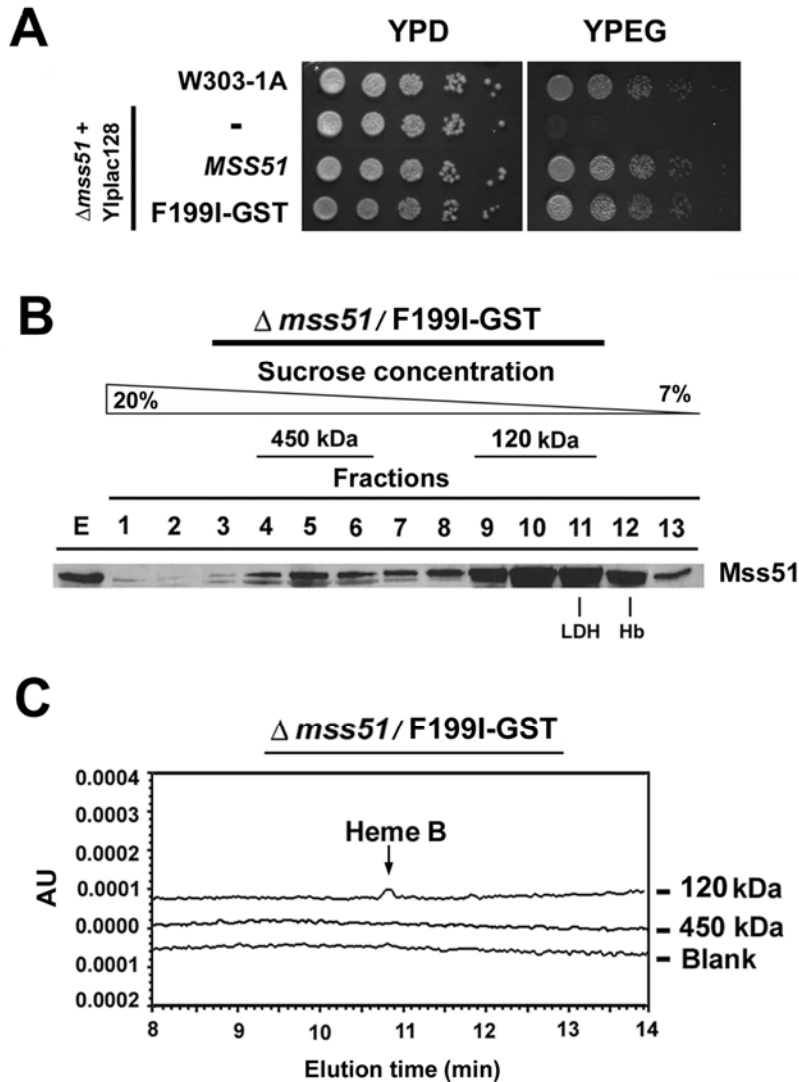 A
YPD YPEG
W303-1A
-
MSS51
F199I-GST
Δmss51 +
YIplac128
B
Δ mss51/ F199I-GST
Sucrose concentration
20% 7%
450 kDa 120 kDa
Fractions
E 1 2 3 4 5 6 7 8 9 10 11 12 13
Mss51
LDH Hb
C
Δ mss51/ F199I-GST
0.0004
0.0003
0.0002
0.0001
0.0000
0.0001
0.0002
AU
Heme B
120 kDa
450 kDa
Blank
8 9 10 11 12 13 14
Elution time (min)